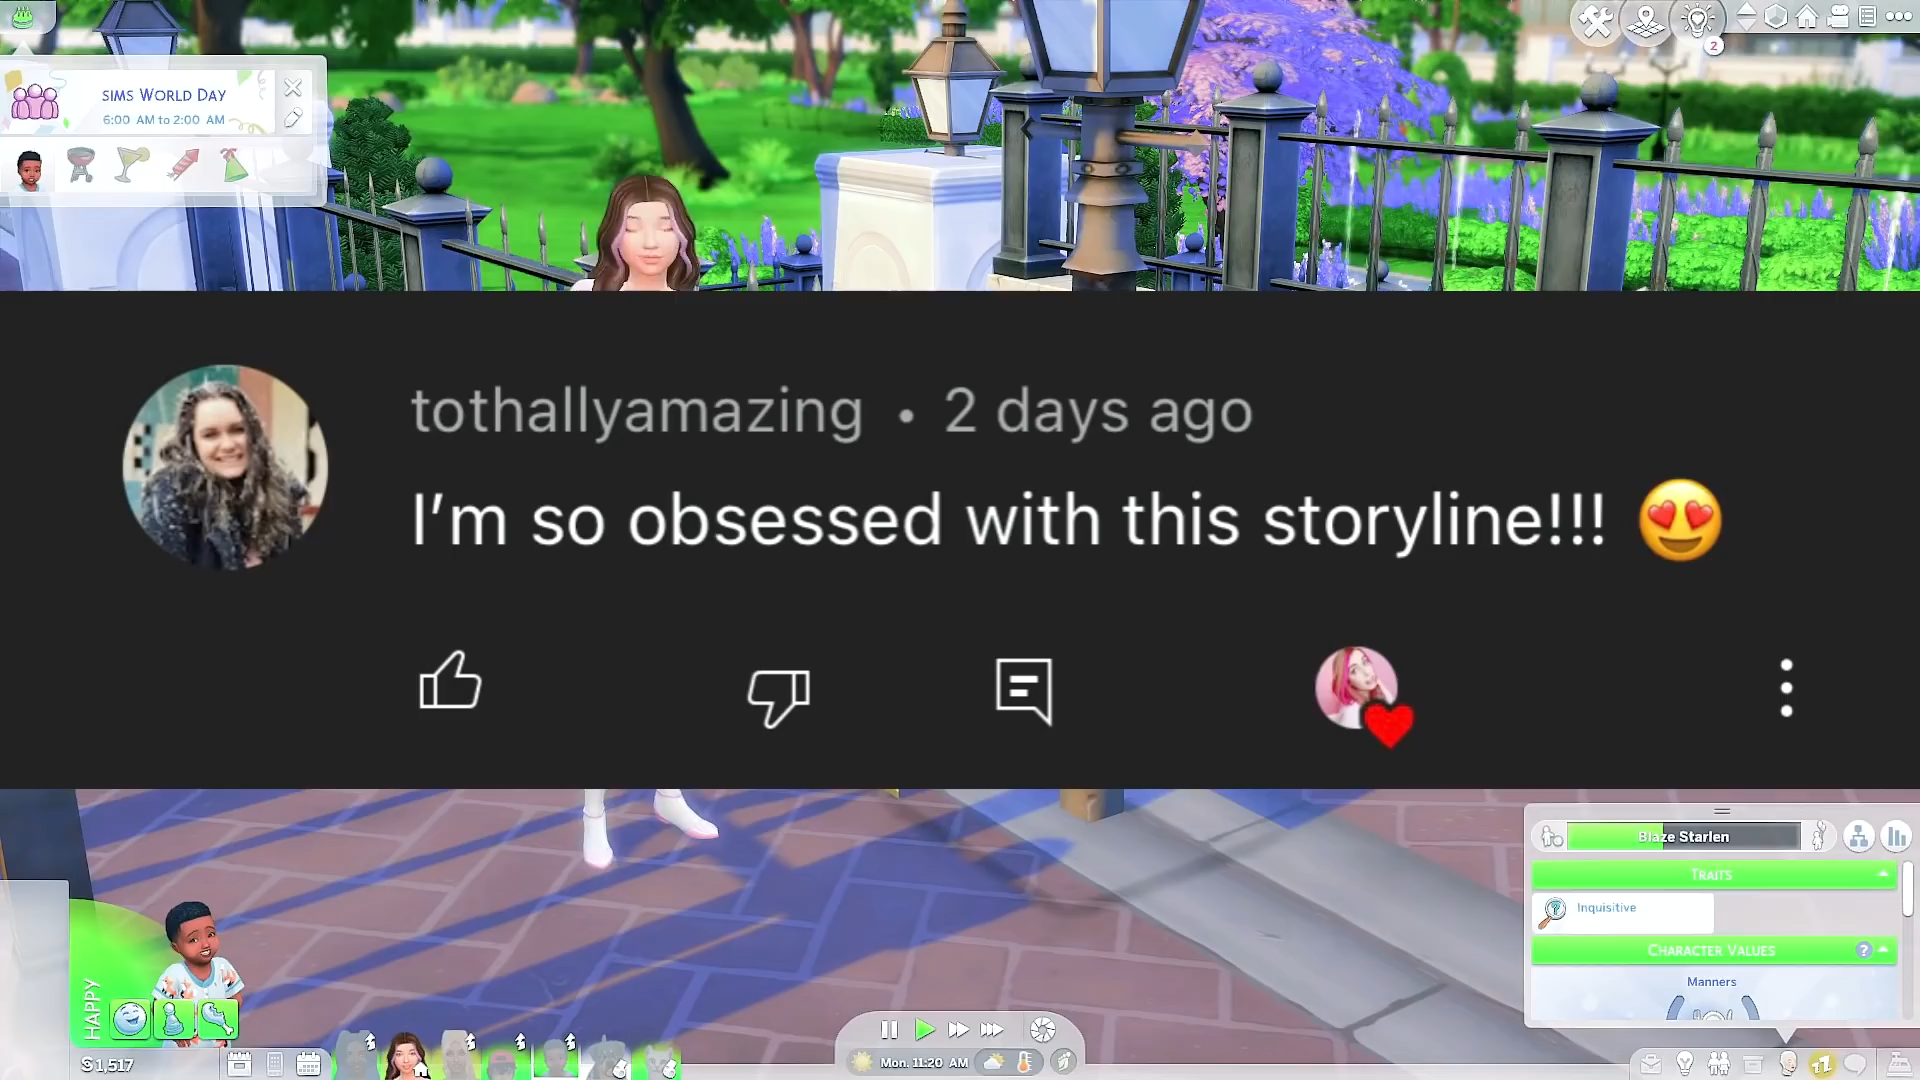 2
SIMS WORLD DAY
6:00 AM to 2:00 AM
tothallyamazing • 2 days ago
I'm so obsessed with this storyline!!! 😍
Blaze Starlen
TRAITS
Inquisitive
CHARACTER VALUES
?
Manners
HAPPY
§1,517
Mon. 11:20 AM